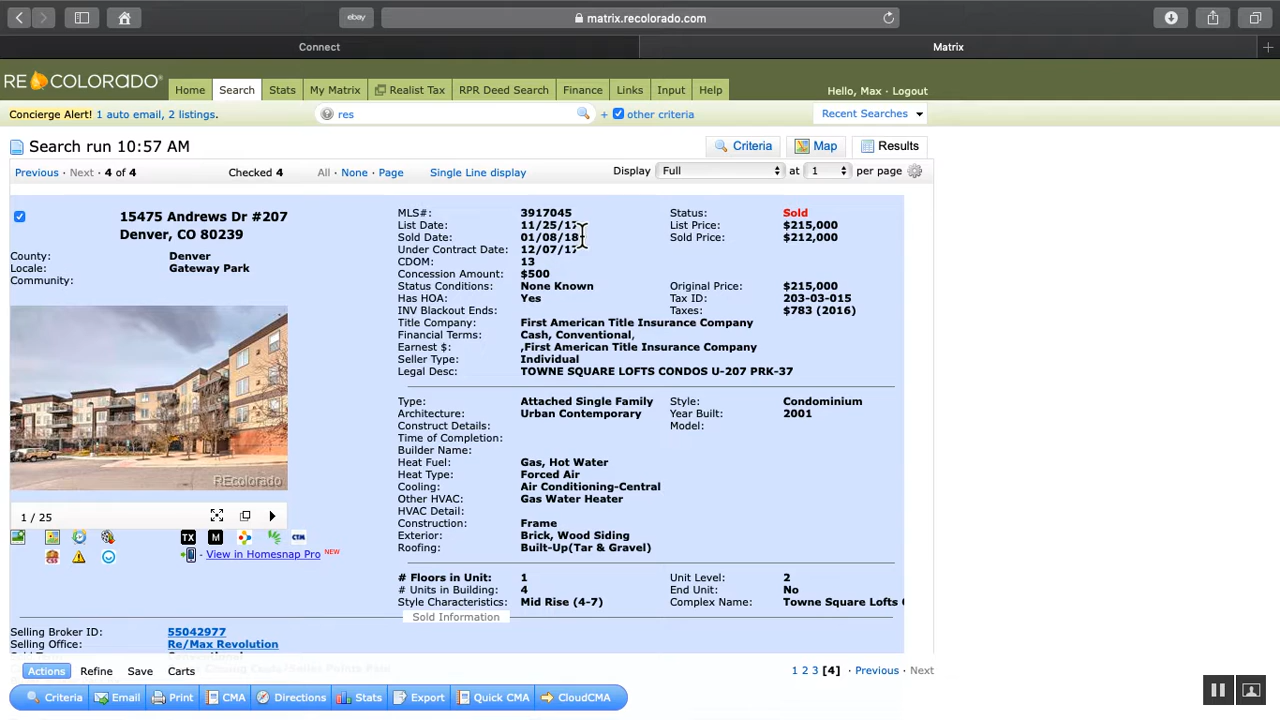 ebay
matrix.recolorado.com
Connect
Matrix
RE COLORADO
Home Search Stats My Matrix Realist Tax RPR Deed Search Finance Links Input Help
Hello, Max - Logout
Concierge Alert! 1 auto email, 2 listings.
res
+ other criteria
Recent Searches
Search run 10:57 AM
Criteria Map Results
Previous · Next · 4 of 4 Checked 4 All · None · Page Single Line display Display Full at 1 per page
15475 Andrews Dr #207
Denver, CO 80239
County: Denver
Locale: Gateway Park
Community:
REcolorado
1 / 25
TX M CTM
- View in Homesnap Pro NEW
MLS#: 3917045 Status: Sold
List Date: 11/25/17 List Price: $215,000
Sold Date: 01/08/18 Sold Price: $212,000
Under Contract Date: 12/07/17
CDOM: 13
Concession Amount: $500
Status Conditions: None Known Original Price: $215,000
Has HOA: Yes Tax ID: 203-03-015
INV Blackout Ends: Taxes: $783 (2016)
Title Company: First American Title Insurance Company
Financial Terms: Cash, Conventional,
Earnest $: ,First American Title Insurance Company
Seller Type: Individual
Legal Desc: TOWNE SQUARE LOFTS CONDOS U-207 PRK-37
Type: Attached Single Family Style: Condominium
Architecture: Urban Contemporary Year Built: 2001
Construct Details: Model:
Time of Completion:
Builder Name:
Heat Fuel: Gas, Hot Water
Heat Type: Forced Air
Cooling: Air Conditioning-Central
Other HVAC: Gas Water Heater
HVAC Detail:
Construction: Frame
Exterior: Brick, Wood Siding
Roofing: Built-Up(Tar & Gravel)
# Floors in Unit: 1 Unit Level: 2
# Units in Building: 4 End Unit: No
Style Characteristics: Mid Rise (4-7) Complex Name: Towne Square Lofts
Sold Information
Selling Broker ID: 55042977
Selling Office: Re/Max Revolution
Actions Refine Save Carts
1 2 3 [4] · Previous · Next
Criteria Email Print CMA Directions Stats Export Quick CMA CloudCMA